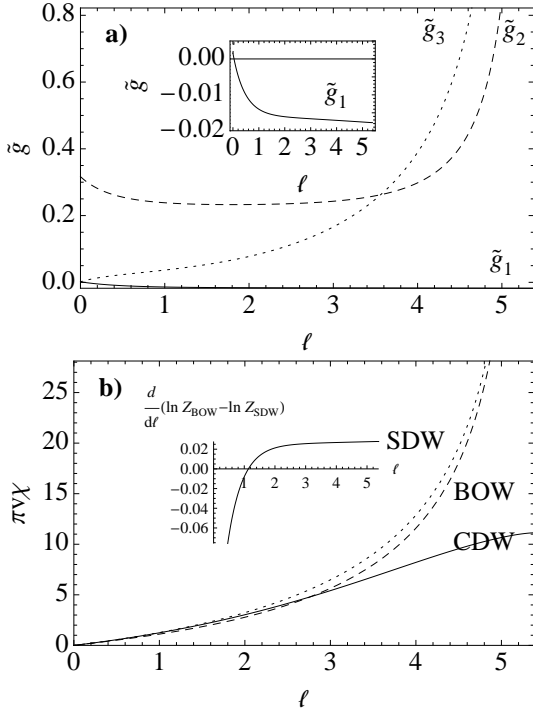 a)
g̃₃
g̃₂
0.8
0.6
0.4
0.2
0.0
g̃
0.00
−0.01
−0.02
g̃
g̃₁
0 1 2 3 4 5
ℓ
g̃₁
0 1 2 3 4 5
ℓ
b)
d/dℓ (ln Z_BOW−ln Z_SDW)
25
20
15
10
5
0
πvχ
0.02
0.00
−0.02
−0.04
−0.06
1 2 3 4 5
ℓ
SDW
BOW
CDW
0 1 2 3 4 5
ℓ